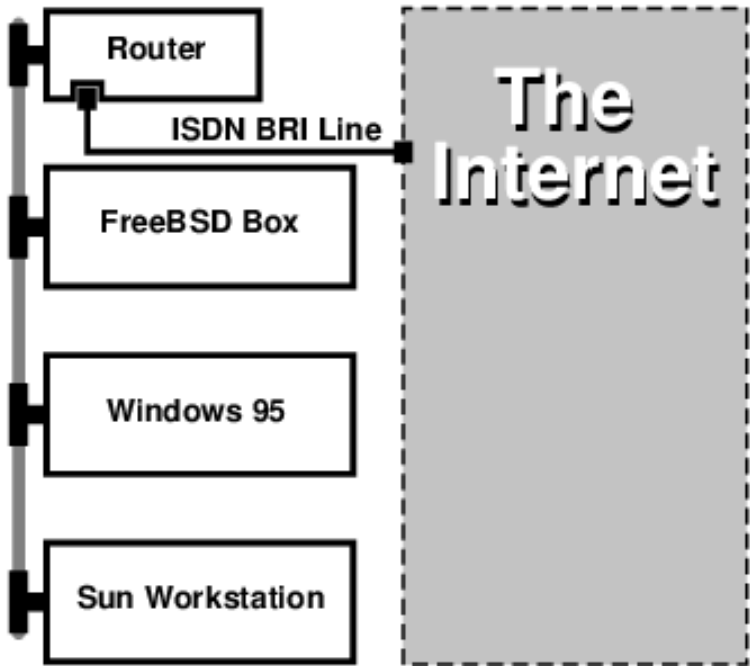 Router
ISDN BRI Line
The
Internet
FreeBSD Box
Windows 95
Sun Workstation